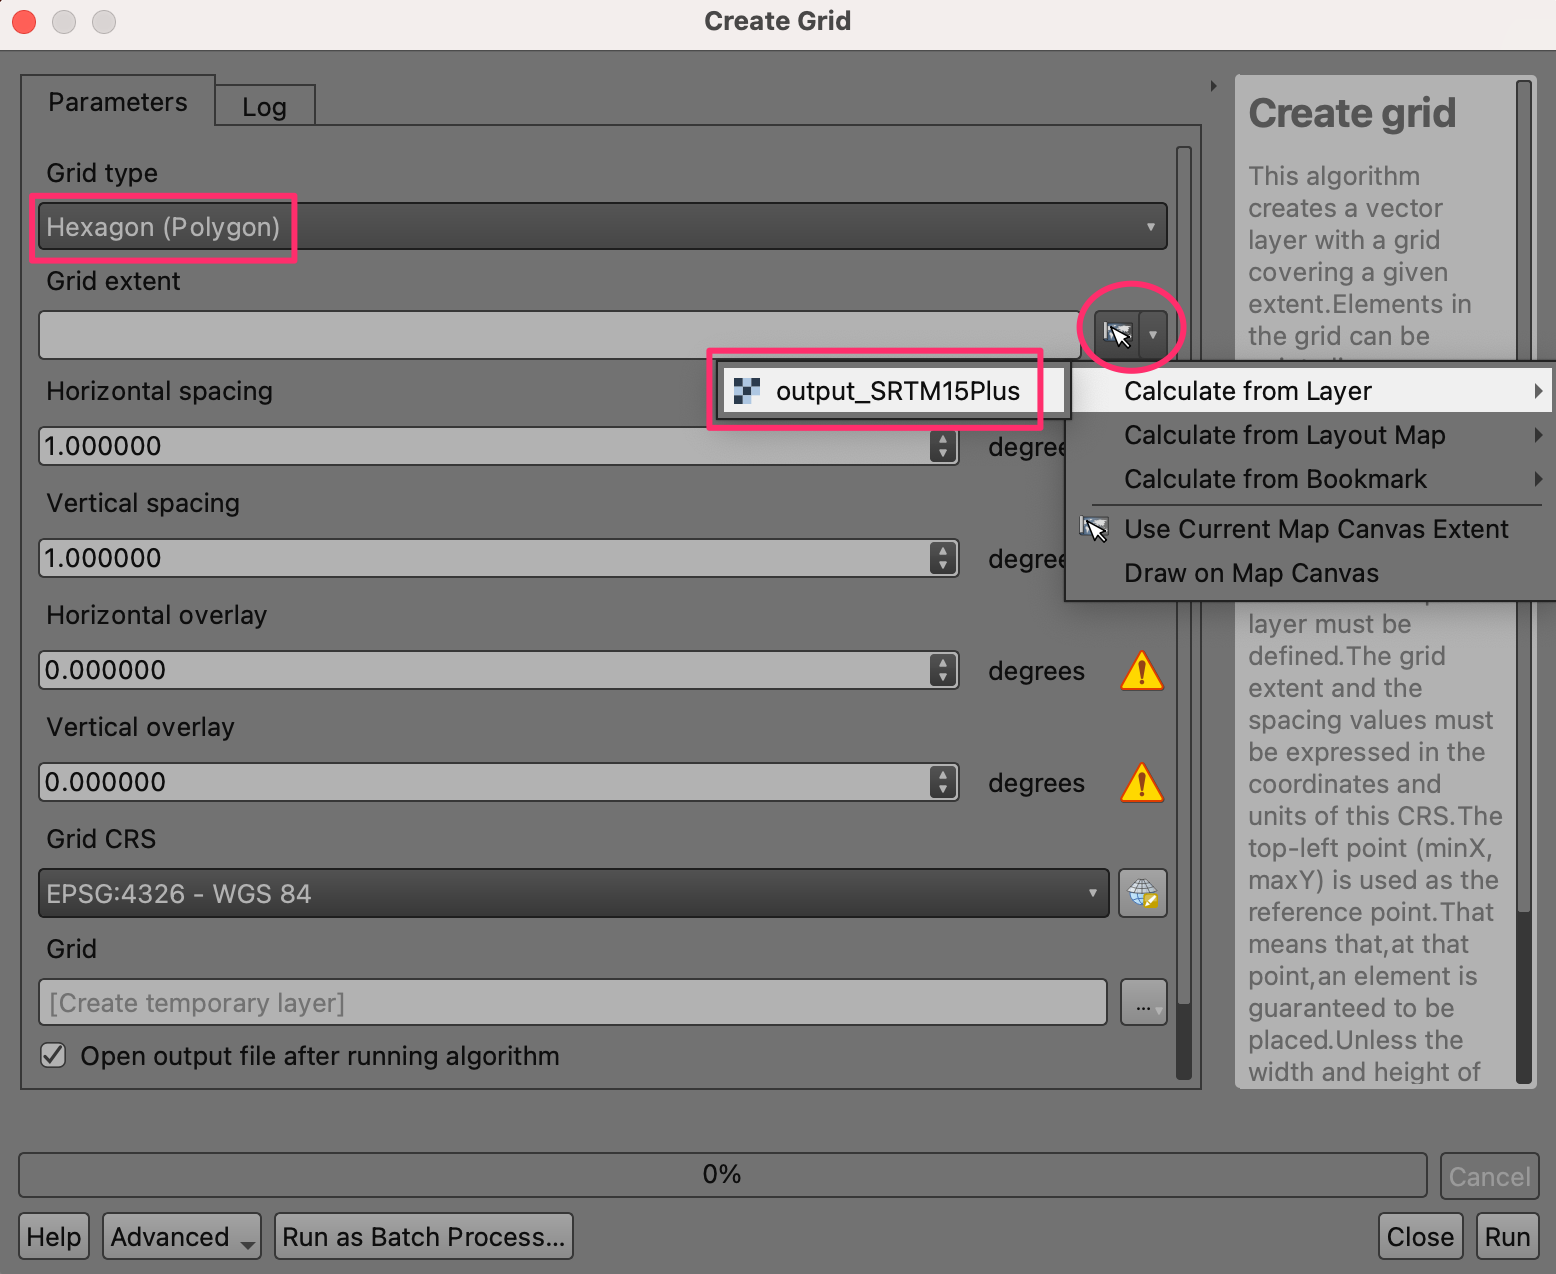 Create Grid
Parameters
Log
Grid type
Hexagon (Polygon)
Grid extent
output_SRTM15Plus
Calculate from Layer
Calculate from Layout Map
Calculate from Bookmark
Use Current Map Canvas Extent
Draw on Map Canvas
Horizontal spacing
1.000000
Vertical spacing
1.000000
Horizontal overlay
0.000000 degrees
Vertical overlay
0.000000 degrees
Grid CRS
EPSG:4326 - WGS 84
Grid
[Create temporary layer]
...
Open output file after running algorithm
Create grid
This algorithm
creates a vector
layer with a grid
covering a given
extent.Elements in
the grid can be
layer must be
defined.The grid
extent and the
spacing values must
be expressed in the
coordinates and
units of this CRS.The
top-left point (minX,
maxY) is used as the
reference point.That
means that,at that
point,an element is
guaranteed to be
placed.Unless the
width and height of
0%
Cancel
Help
Advanced
Run as Batch Process...
Close
Run